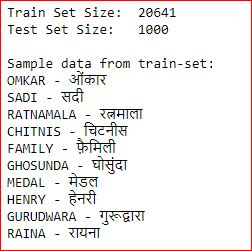 Train Set Size:  20641
Test Set Size:   1000
Sample data from train-set:
OMKAR - ओंकार
SADI - सदी
RATNAMALA - रत्नमाला
CHITNIS - चिटनीस
FAMILY - फ़ैमिली
GHOSUNDA - घोसुंदा
MEDAL - मेडल
HENRY - हेनरी
GURUDWARA - गुरूद्वारा
RAINA - रायना